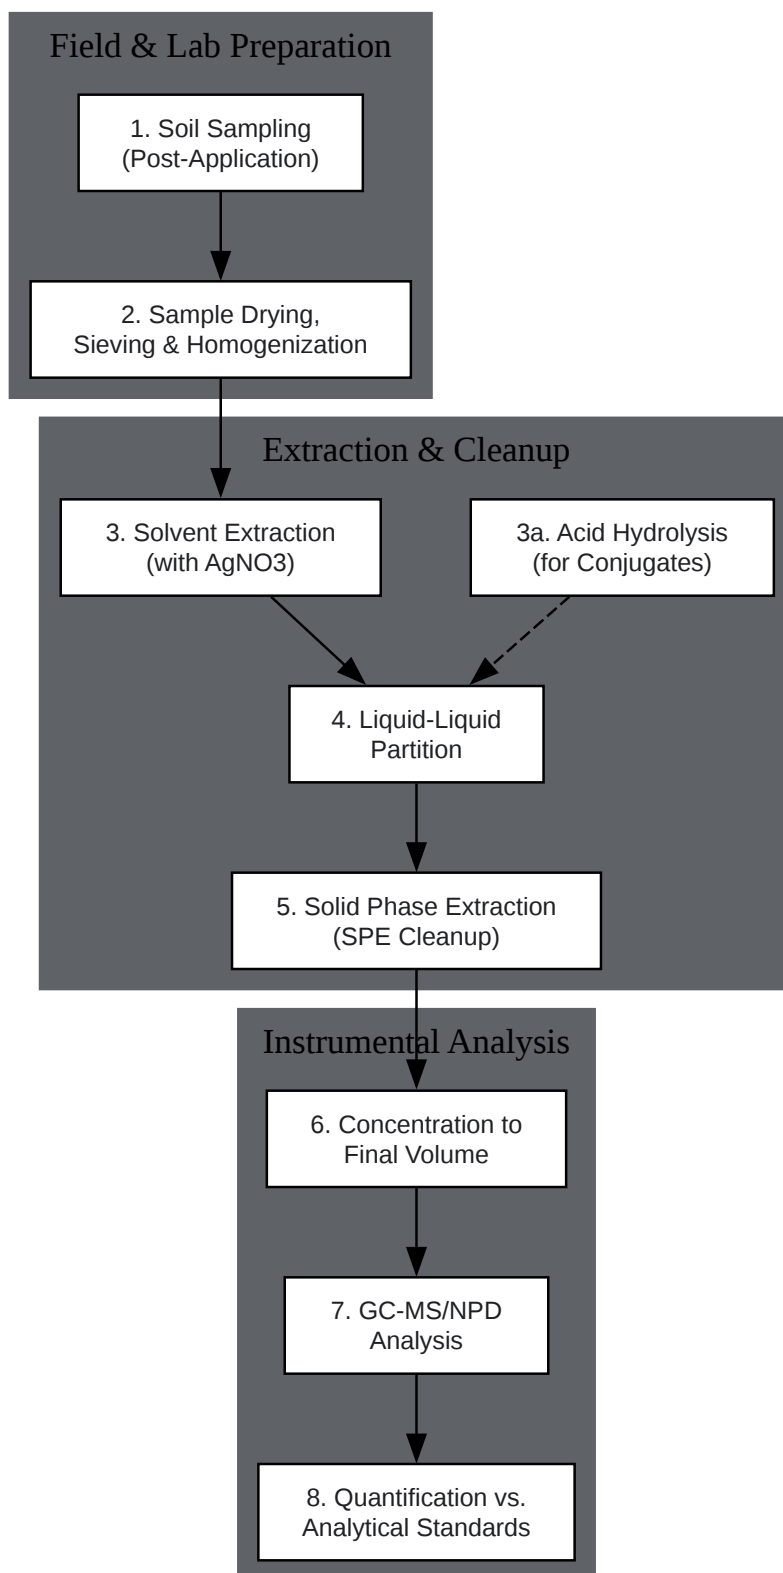 Field & Lab Preparation
1. Soil Sampling
(Post-Application)
2. Sample Drying,
Sieving & Homogenization
Extraction & Cleanup
3. Solvent Extraction
(with AgNO3)
3a. Acid Hydrolysis
(for Conjugates)
4. Liquid-Liquid
Partition
5. Solid Phase Extraction
(SPE Cleanup)
Instrumental Analysis
6. Concentration to
Final Volume
7. GC-MS/NPD
Analysis
8. Quantification vs.
Analytical Standards